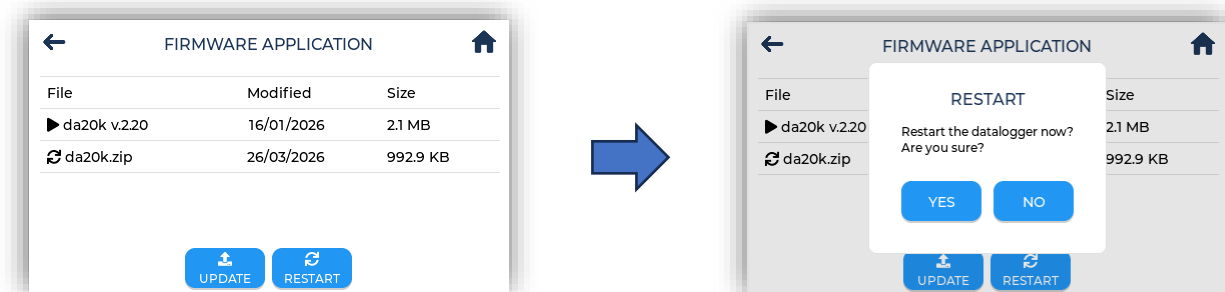 FIRMWARE APPLICATION
File Modified Size
da20k v.2.20 16/01/2026 2.1 MB
da20k.zip 26/03/2026 992.9 KB
UPDATE RESTART
FIRMWARE APPLICATION
File Size
da20k v.2.20 2.1 MB
da20k.zip 992.9 KB
RESTART
Restart the datalogger now?
Are you sure?
YES NO
UPDATE RESTART